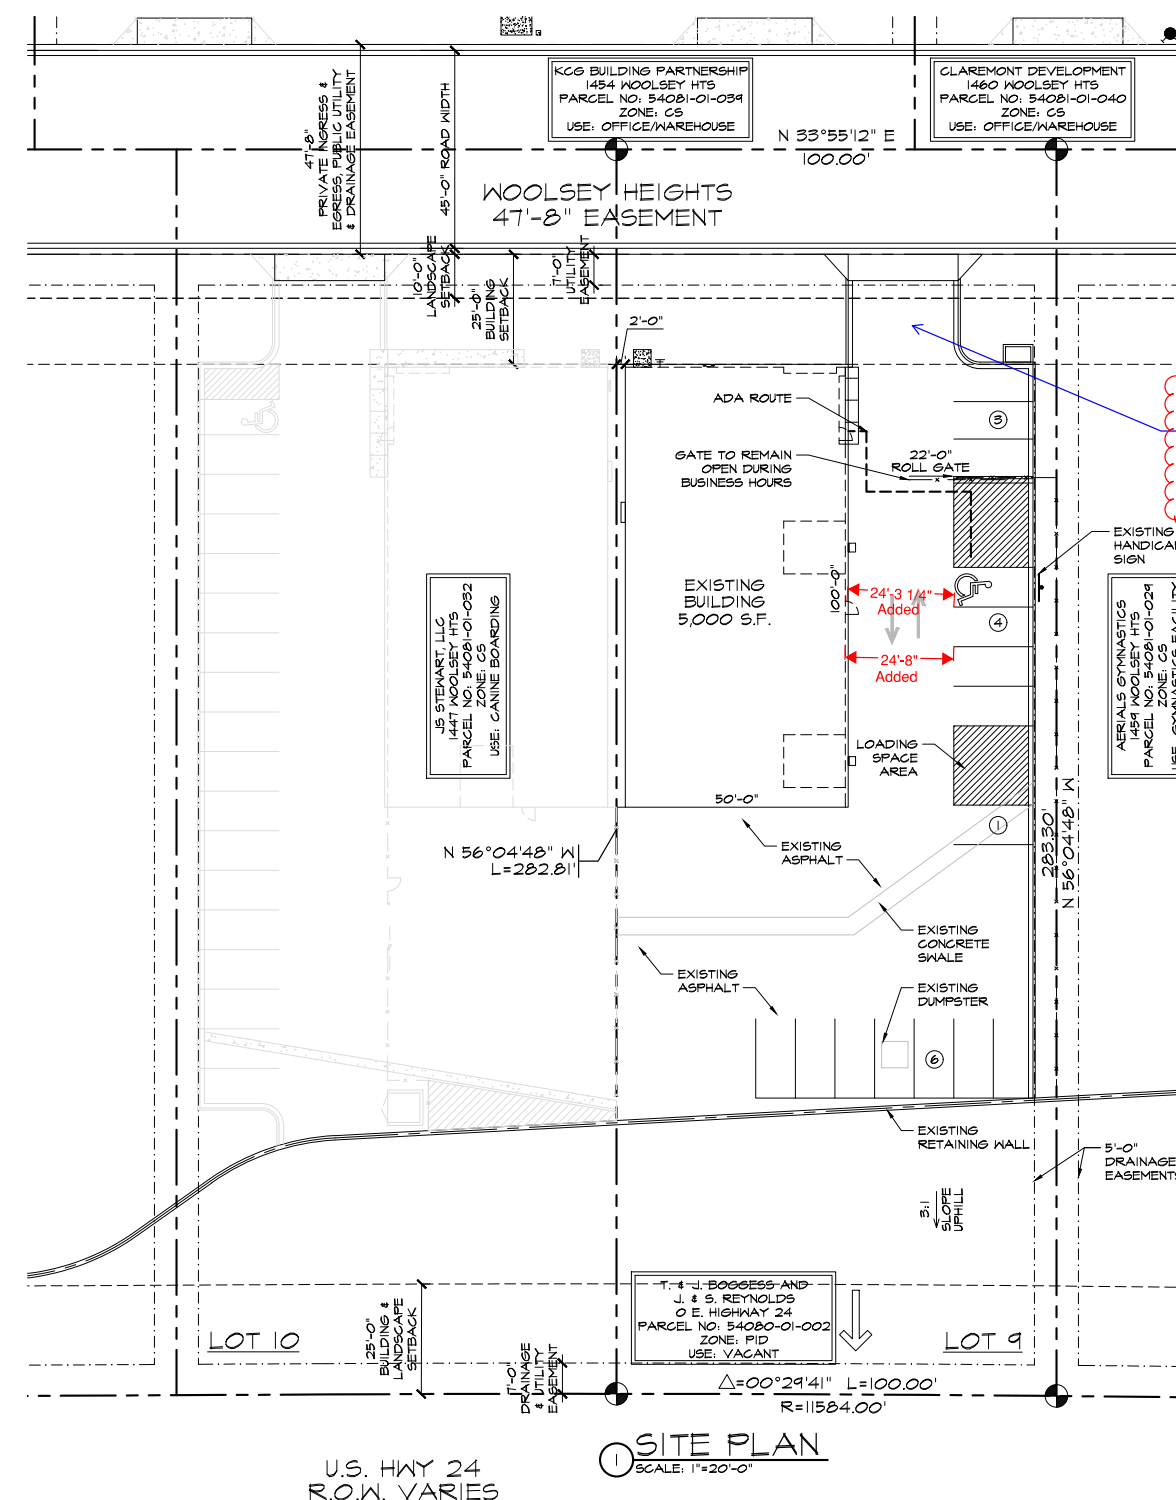 KCG BUILDING PARTNERSHIP
1454 WOOLSEY HTS
PARCEL NO: 54081-01-039
ZONE: CS
USE: OFFICE/WAREHOUSE
CLAREMONT DEVELOPMENT
1460 WOOLSEY HTS
PARCEL NO: 54081-01-040
ZONE: CS
USE: OFFICE/WAREHOUSE
N 33°55'12" E
100.00'
47'-8"
PRIVATE INGRESS &
EGRESS, PUBLIC UTILITY
& DRAINAGE EASEMENT
45'-0" ROAD WIDTH
WOOLSEY HEIGHTS
47'-8" EASEMENT
10'-0"
LANDSCAPE
SETBACK
25'-0"
BUILDING
SETBACK
7'-0"
UTILITY
EASEMENT
2'-0"
ADA ROUTE
3
GATE TO REMAIN
OPEN DURING
BUSINESS HOURS
22'-0"
ROLL GATE
EXISTING
HANDICAP
SIGN
EXISTING
BUILDING
5,000 S.F.
100'-0"
24'-3 1/4"
Added
4
24'-8"
Added
JS STEWART, LLC
1447 WOOLSEY HTS
PARCEL NO: 54081-01-032
ZONE: CS
USE: CANINE BOARDING
AERIALS GYMNASTICS
1459 WOOLSEY HTS
PARCEL NO: 54081-01-029
ZONE: CS
USE: GYMNASTICS FACILITY
LOADING
SPACE
AREA
50'-0"
1
283.30'
N 56°04'48" W
N 56°04'48" W
L=282.81'
EXISTING
ASPHALT
EXISTING
CONCRETE
SWALE
EXISTING
ASPHALT
EXISTING
DUMPSTER
6
EXISTING
RETAINING WALL
5'-0"
DRAINAGE
EASEMENTS
3:1
SLOPE
UPHILL
T. & J. BOGGESS AND
J. & S. REYNOLDS
0 E. HIGHWAY 24
PARCEL NO: 54080-01-002
ZONE: PID
USE: VACANT
LOT 10
25'-0"
BUILDING &
LANDSCAPE
SETBACK
LOT 9
7'-0"
DRAINAGE
& UTILITY
EASEMENT
△=00°29'41" L=100.00'
R=11584.00'
1
SITE PLAN
SCALE: 1"=20'-0"
U.S. HWY 24
R.O.W. VARIES